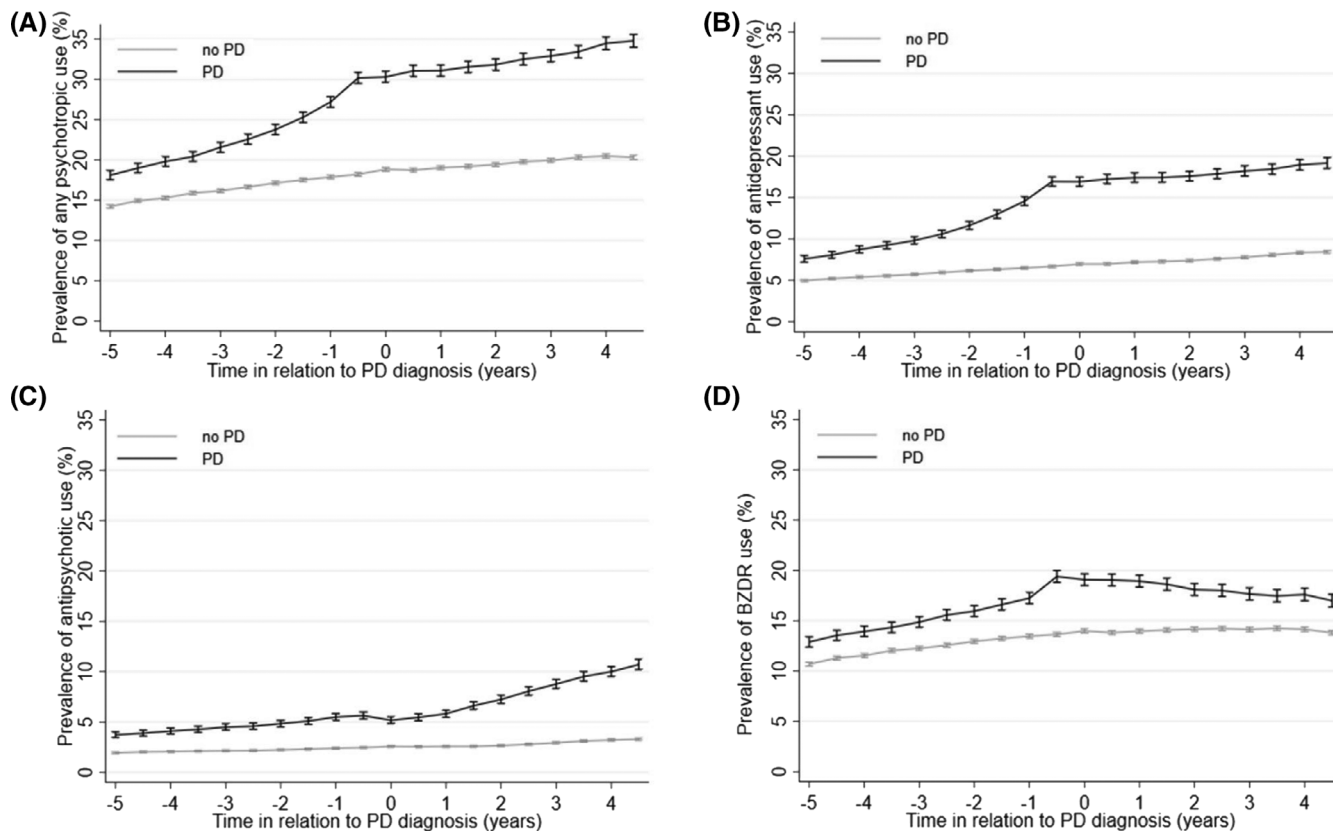 (A)
Prevalence of any psychotropic use (%)
35
30
25
20
15
10
5
0
no PD
PD
-5 -4 -3 -2 -1 0 1 2 3 4
Time in relation to PD diagnosis (years)
(B)
Prevalence of antidepressant use (%)
35
30
25
20
15
10
5
0
no PD
PD
-5 -4 -3 -2 -1 0 1 2 3 4
Time in relation to PD diagnosis (years)
(C)
Prevalence of antipsychotic use (%)
35
30
25
20
15
10
5
0
no PD
PD
-5 -4 -3 -2 -1 0 1 2 3 4
Time in relation to PD diagnosis (years)
(D)
Prevalence of BZDR use (%)
35
30
25
20
15
10
5
0
no PD
PD
-5 -4 -3 -2 -1 0 1 2 3 4
Time in relation to PD diagnosis (years)